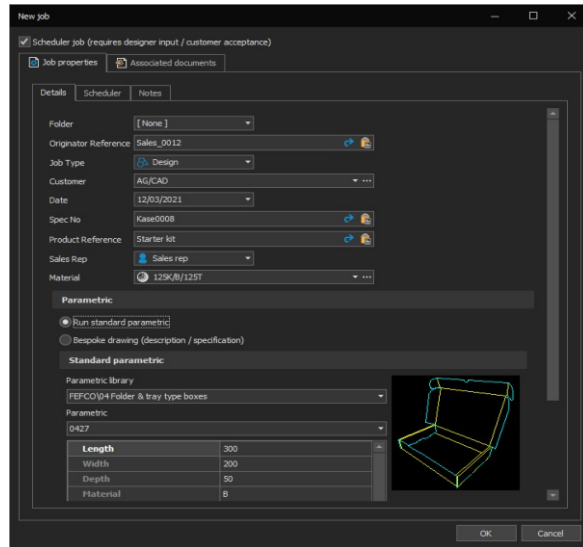 New job
Scheduler job (requires designer input / customer acceptance)
Job properties Associated documents
Details Scheduler Notes
Folder [ None ]
Originator Reference Sales_0012
Job Type Design
Customer AG/CAD
Date 12/03/2021
Spec No Kase0008
Product Reference Starter kit
Sales Rep Sales rep
Material 125K/B/125T
Parametric
Run standard parametric
Bespoke drawing (description / specification)
Standard parametric
Parametric library
FEFCO\04 Folder & tray type boxes
Parametric
0427
Length 300
Width 200
Depth 50
Material B
OK Cancel